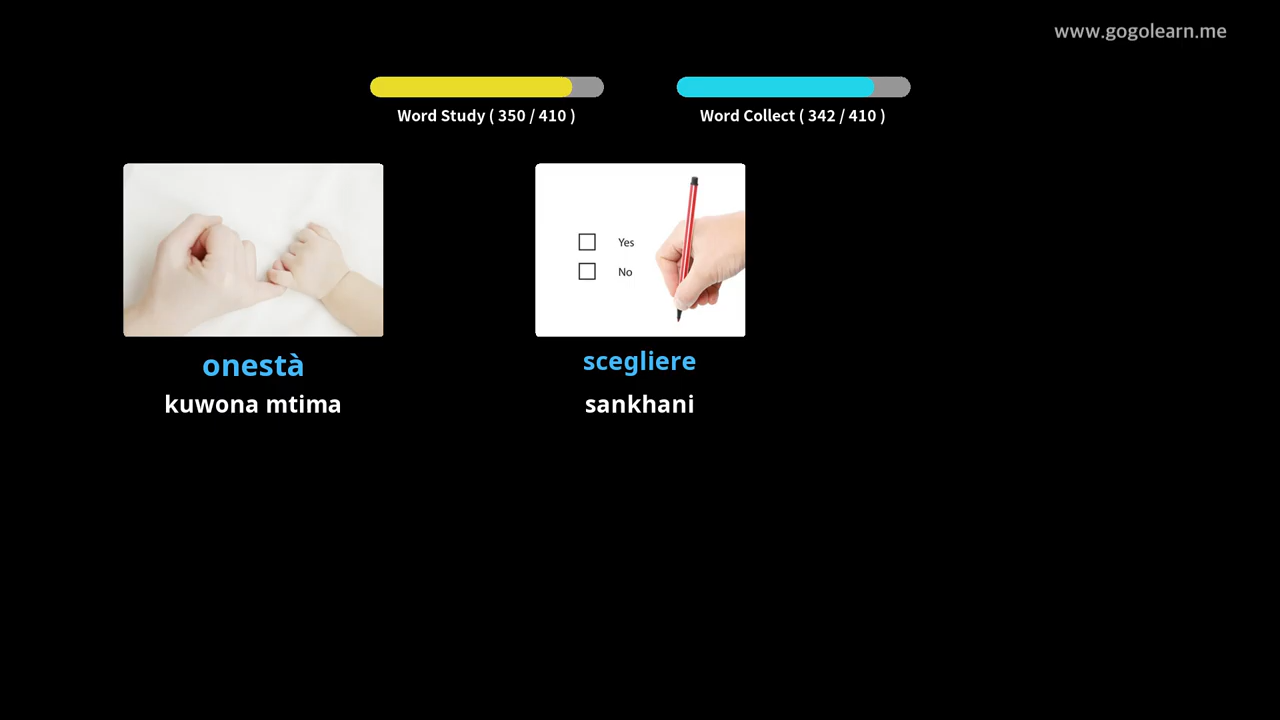 www.gogolearn.me
Word Study ( 350 / 410 )
Word Collect ( 342 / 410 )
Yes
No
onestà
kuwona mtima
scegliere
sankhani